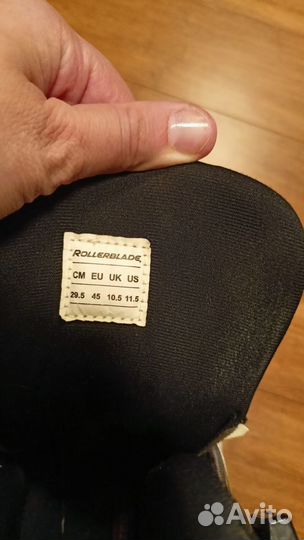 ROLLERBLADE
CM EU UK US
29.5 45 10.5 11.5
Avito